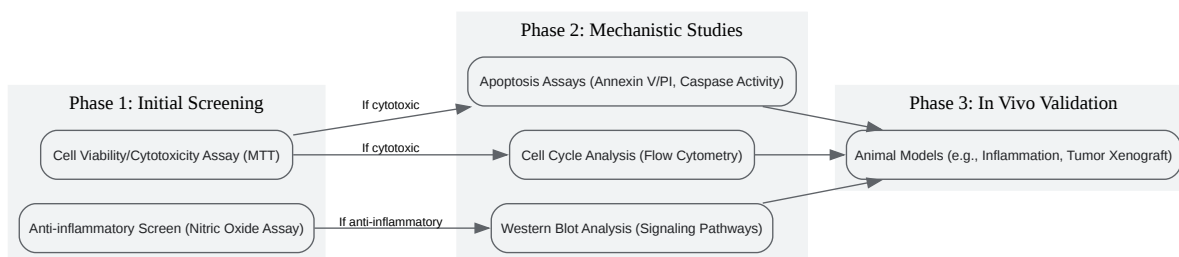 Phase 1: Initial Screening
Cell Viability/Cytotoxicity Assay (MTT)
Anti-inflammatory Screen (Nitric Oxide Assay)
If cytotoxic
If cytotoxic
If anti-inflammatory
Phase 2: Mechanistic Studies
Apoptosis Assays (Annexin V/PI, Caspase Activity)
Cell Cycle Analysis (Flow Cytometry)
Western Blot Analysis (Signaling Pathways)
Phase 3: In Vivo Validation
Animal Models (e.g., Inflammation, Tumor Xenograft)